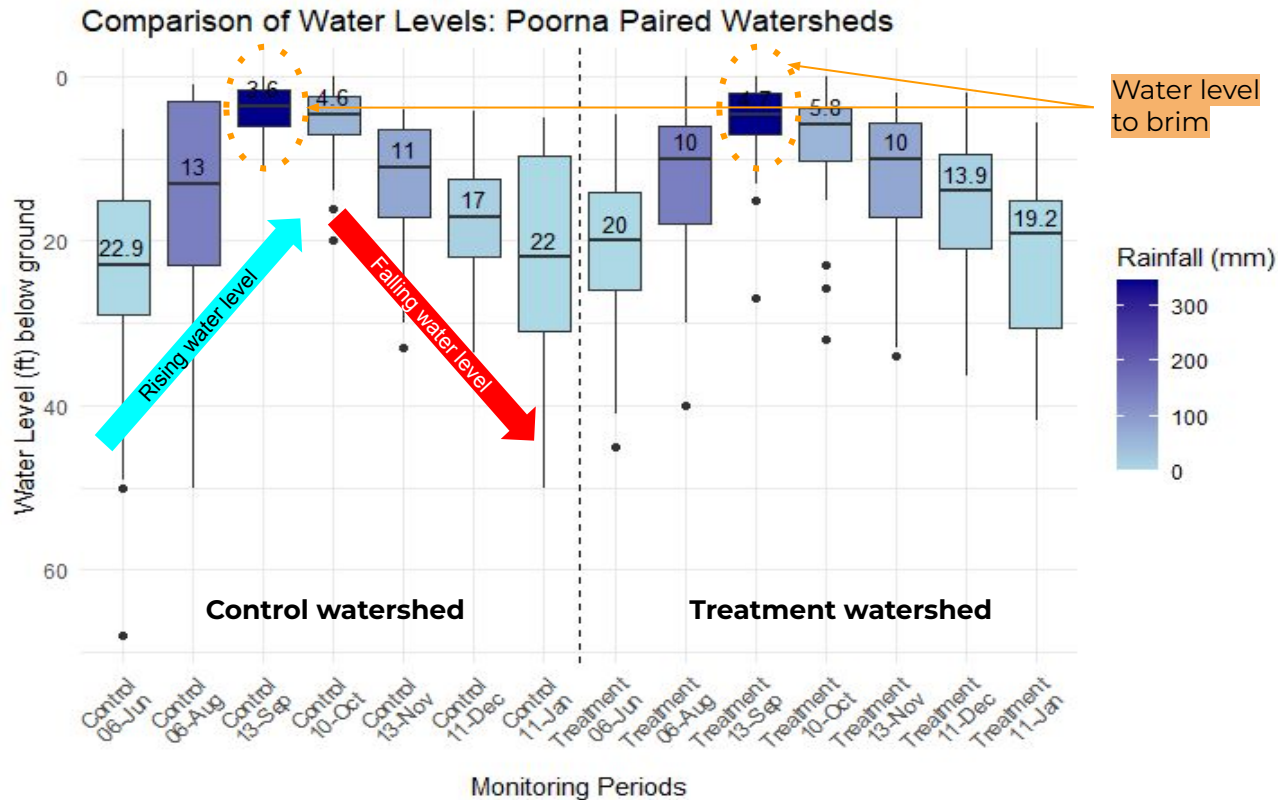 Comparison of Water Levels: Poorna Paired Watersheds
Water level
to brim
Water Level (ft) below ground
0
20
40
60
22.9
13
3.6
4.6
11
17
22
20
10
4.7
5.8
10
13.9
19.2
Rising water level
Falling water level
Control watershed
Treatment watershed
Rainfall (mm)
300
200
100
0
Control
06-Jun
Control
06-Aug
Control
13-Sep
Control
10-Oct
Control
13-Nov
Control
11-Dec
Control
11-Jan
Treatment
06-Jun
Treatment
06-Aug
Treatment
13-Sep
Treatment
10-Oct
Treatment
13-Nov
Treatment
11-Dec
Treatment
11-Jan
Monitoring Periods